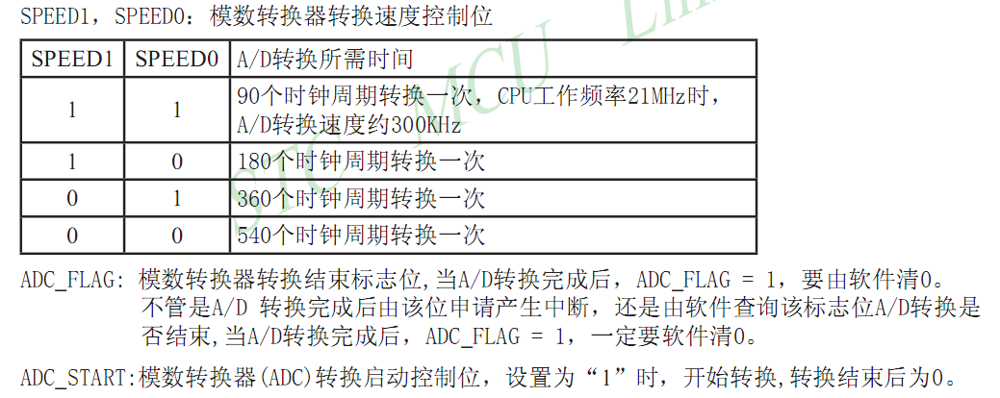 SPEED1，SPEED0：模数转换器转换速度控制位
SPEED1 SPEED0 A/D转换所需时间
1 1 90个时钟周期转换一次，CPU工作频率21MHz时，
A/D转换速度约300KHz
1 0 180个时钟周期转换一次
0 1 360个时钟周期转换一次
0 0 540个时钟周期转换一次
ADC_FLAG: 模数转换器转换结束标志位,当A/D转换完成后，ADC_FLAG = 1，要由软件清0。
不管是A/D 转换完成后由该位申请产生中断，还是由软件查询该标志位A/D转换是
否结束,当A/D转换完成后，ADC_FLAG = 1，一定要软件清0。
ADC_START:模数转换器(ADC)转换启动控制位，设置为“1”时，开始转换,转换结束后为0。
STC MCU